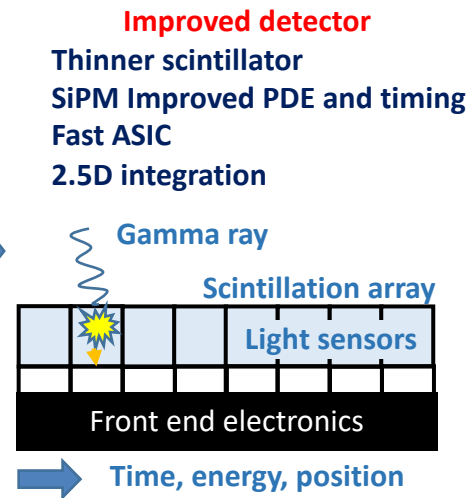 Improved detector
Thinner scintillator
SiPM Improved PDE and timing
Fast ASIC
2.5D integration
Gamma ray
Scintillation array
Light sensors
Front end electronics
Time, energy, position